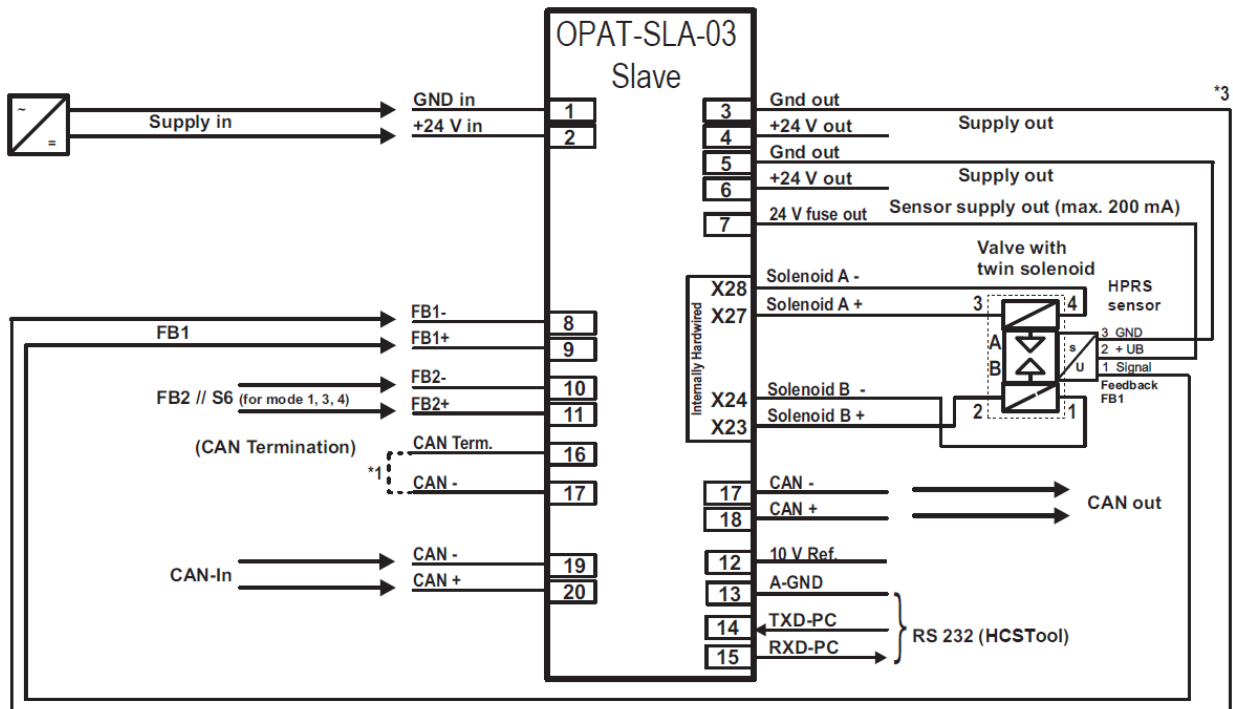 OPAT-SLA-03
Slave
~
=
Supply in
GND in
+24 V in
1
2
3
Gnd out
*3
4
+24 V out
Supply out
5
Gnd out
6
+24 V out
Supply out
7
24 V fuse out
Sensor supply out (max. 200 mA)
Valve with
twin solenoid
Internally Hardwired
X28
Solenoid A -
X27
Solenoid A +
3
4
HPRS
sensor
A
B
S
U
3 GND
2 + UB
1 Signal
Feedback
FB1
X24
Solenoid B -
X23
Solenoid B +
2
1
FB1
FB1-
8
FB1+
9
FB2 // S6 (for mode 1, 3, 4)
FB2-
10
FB2+
11
(CAN Termination)
*1
CAN Term.
16
CAN -
17
17
CAN -
18
CAN +
CAN out
CAN-In
CAN -
19
CAN +
20
12
10 V Ref.
13
A-GND
14
TXD-PC
15
RXD-PC
RS 232 (HCSTool)